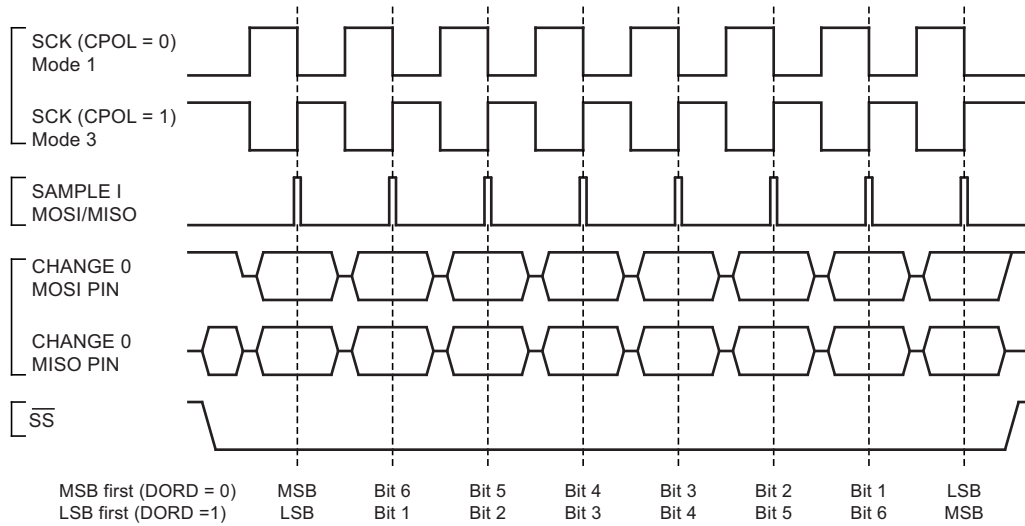 SCK (CPOL = 0)
Mode 1
SCK (CPOL = 1)
Mode 3
SAMPLE I
MOSI/MISO
CHANGE 0
MOSI PIN
CHANGE 0
MISO PIN
SS
MSB first (DORD = 0) MSB Bit 6 Bit 5 Bit 4 Bit 3 Bit 2 Bit 1 LSB
LSB first (DORD =1) LSB Bit 1 Bit 2 Bit 3 Bit 4 Bit 5 Bit 6 MSB